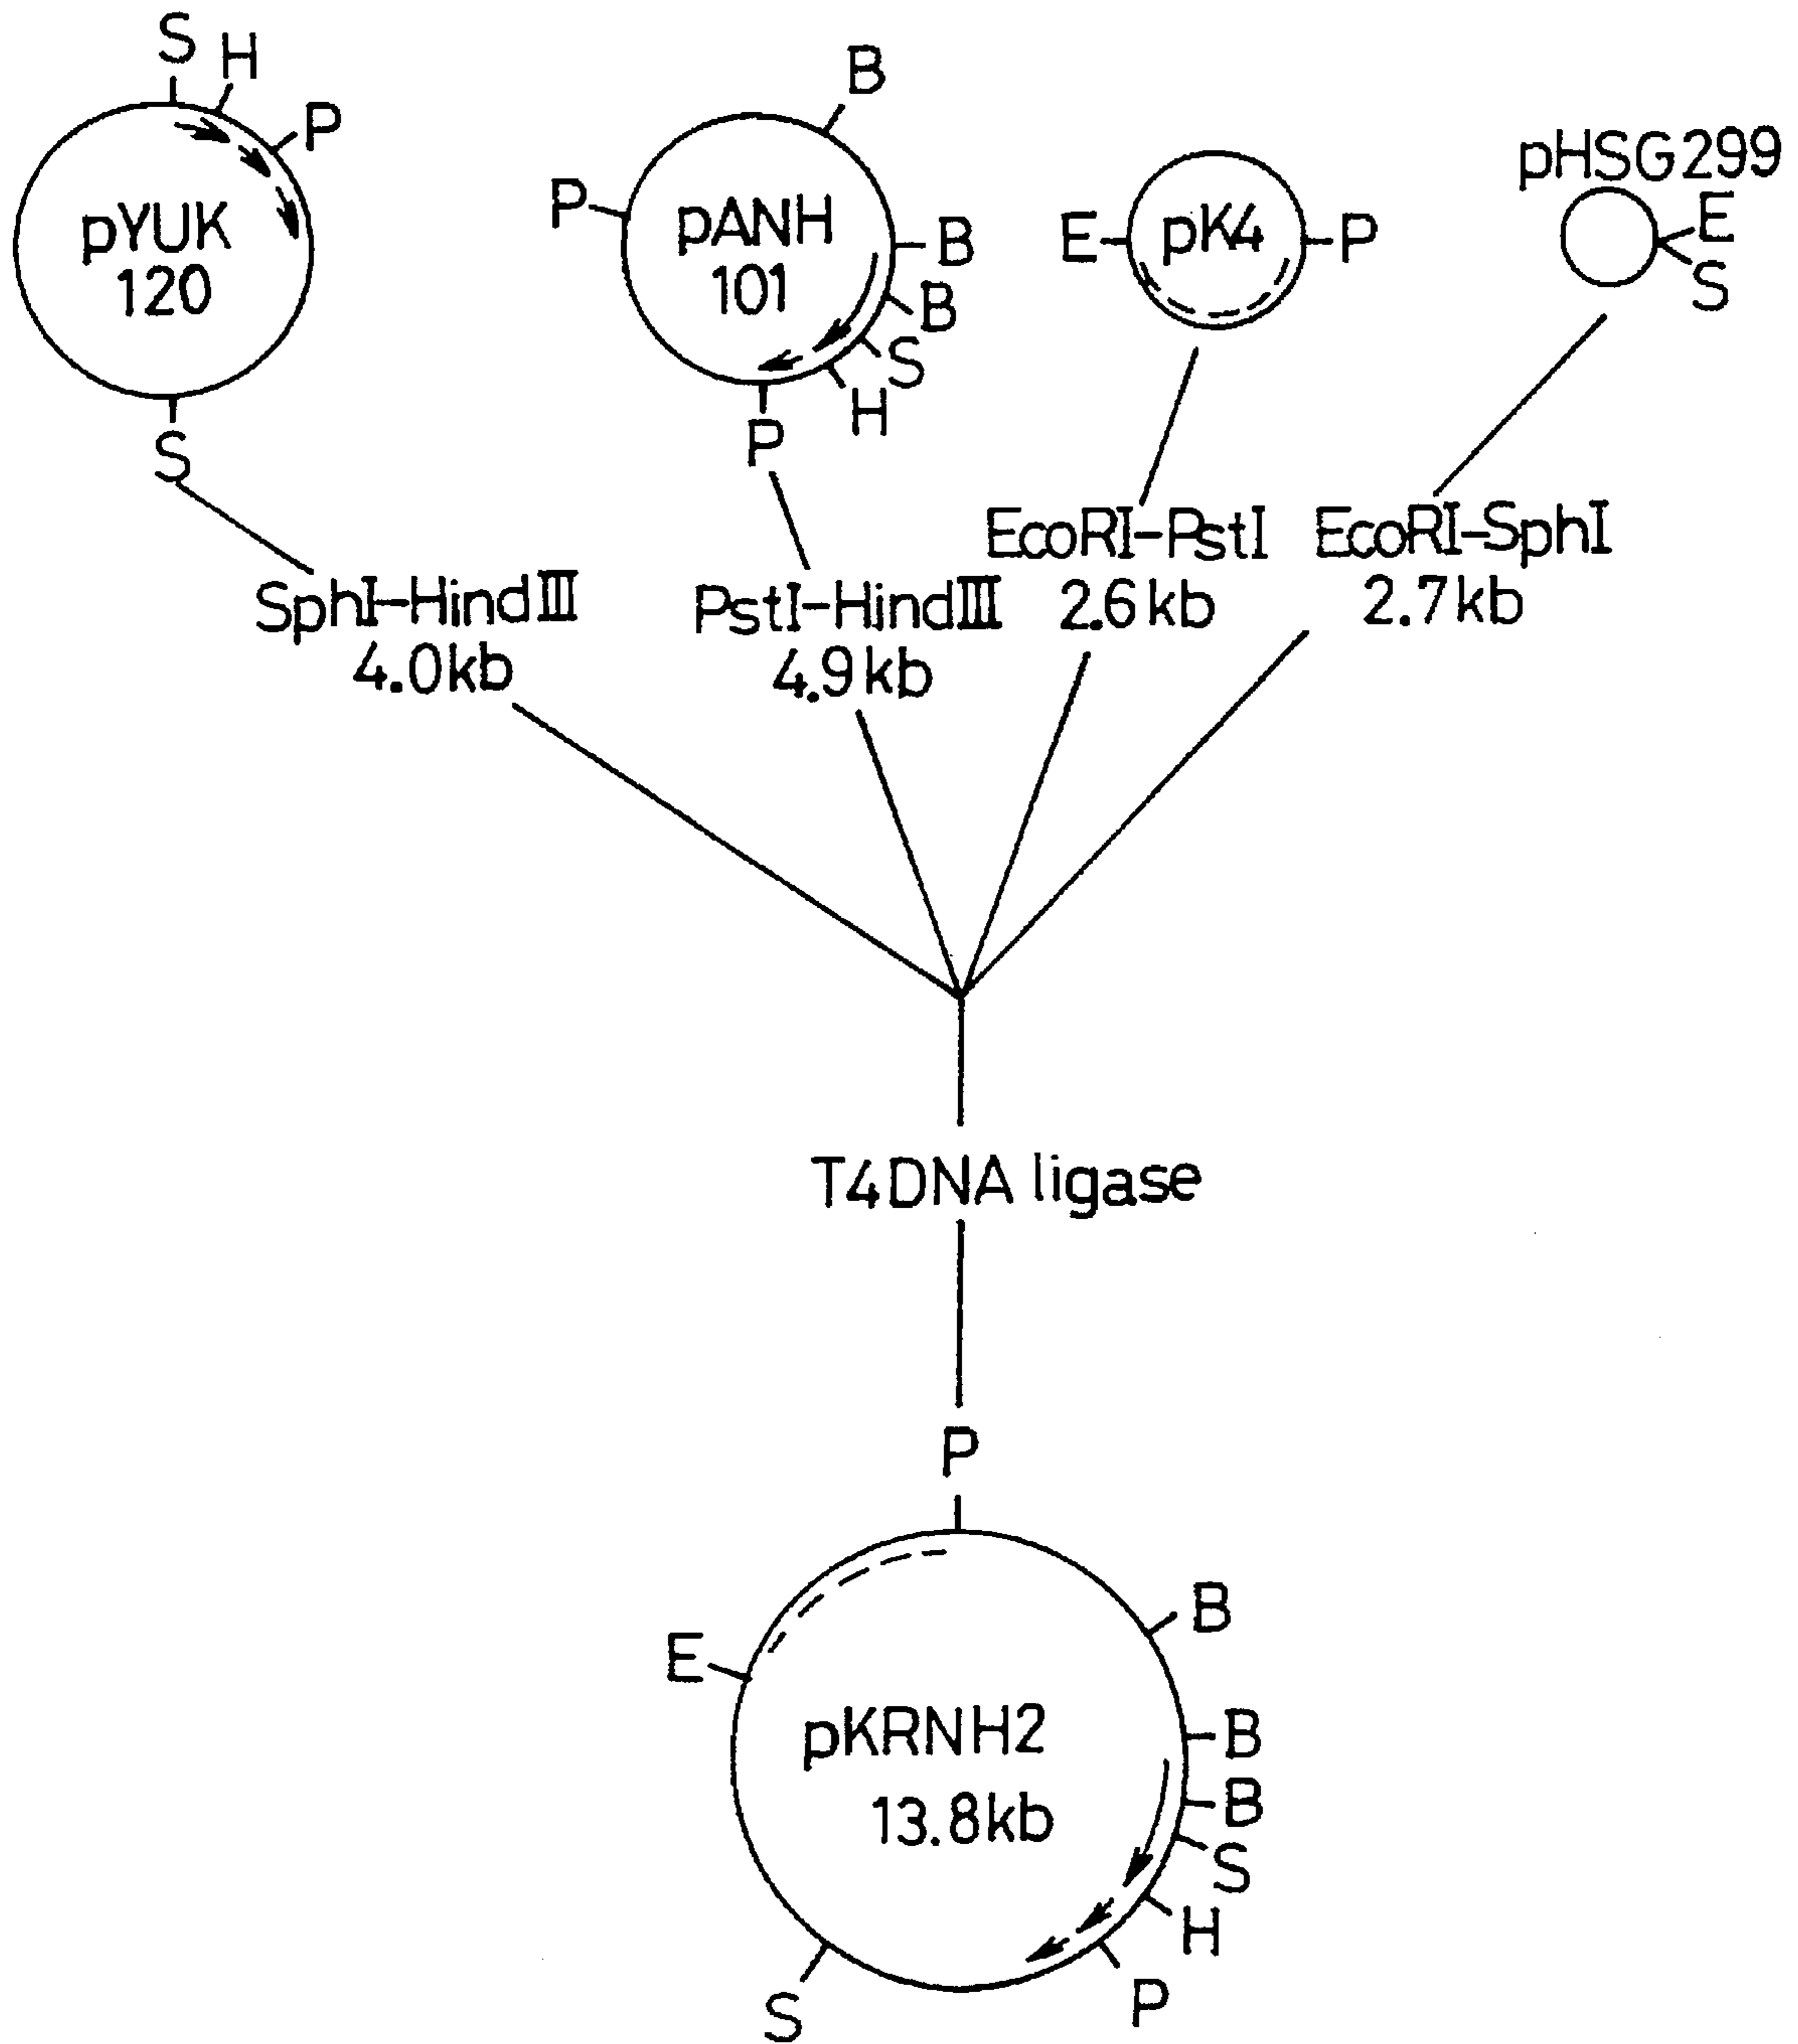 S
H
P
pYUK
120
S
B
P
pANH
101
B
B
S
H
P
E
pK4
P
pHSG299
E
S
SphI-HindIII
4.0kb
PstI-HindIII
4.9kb
EcoRI-PstI
2.6kb
EcoRI-SphI
2.7kb
T4DNA ligase
P
B
E
pKRNH2
13.8kb
B
B
S
H
P
S